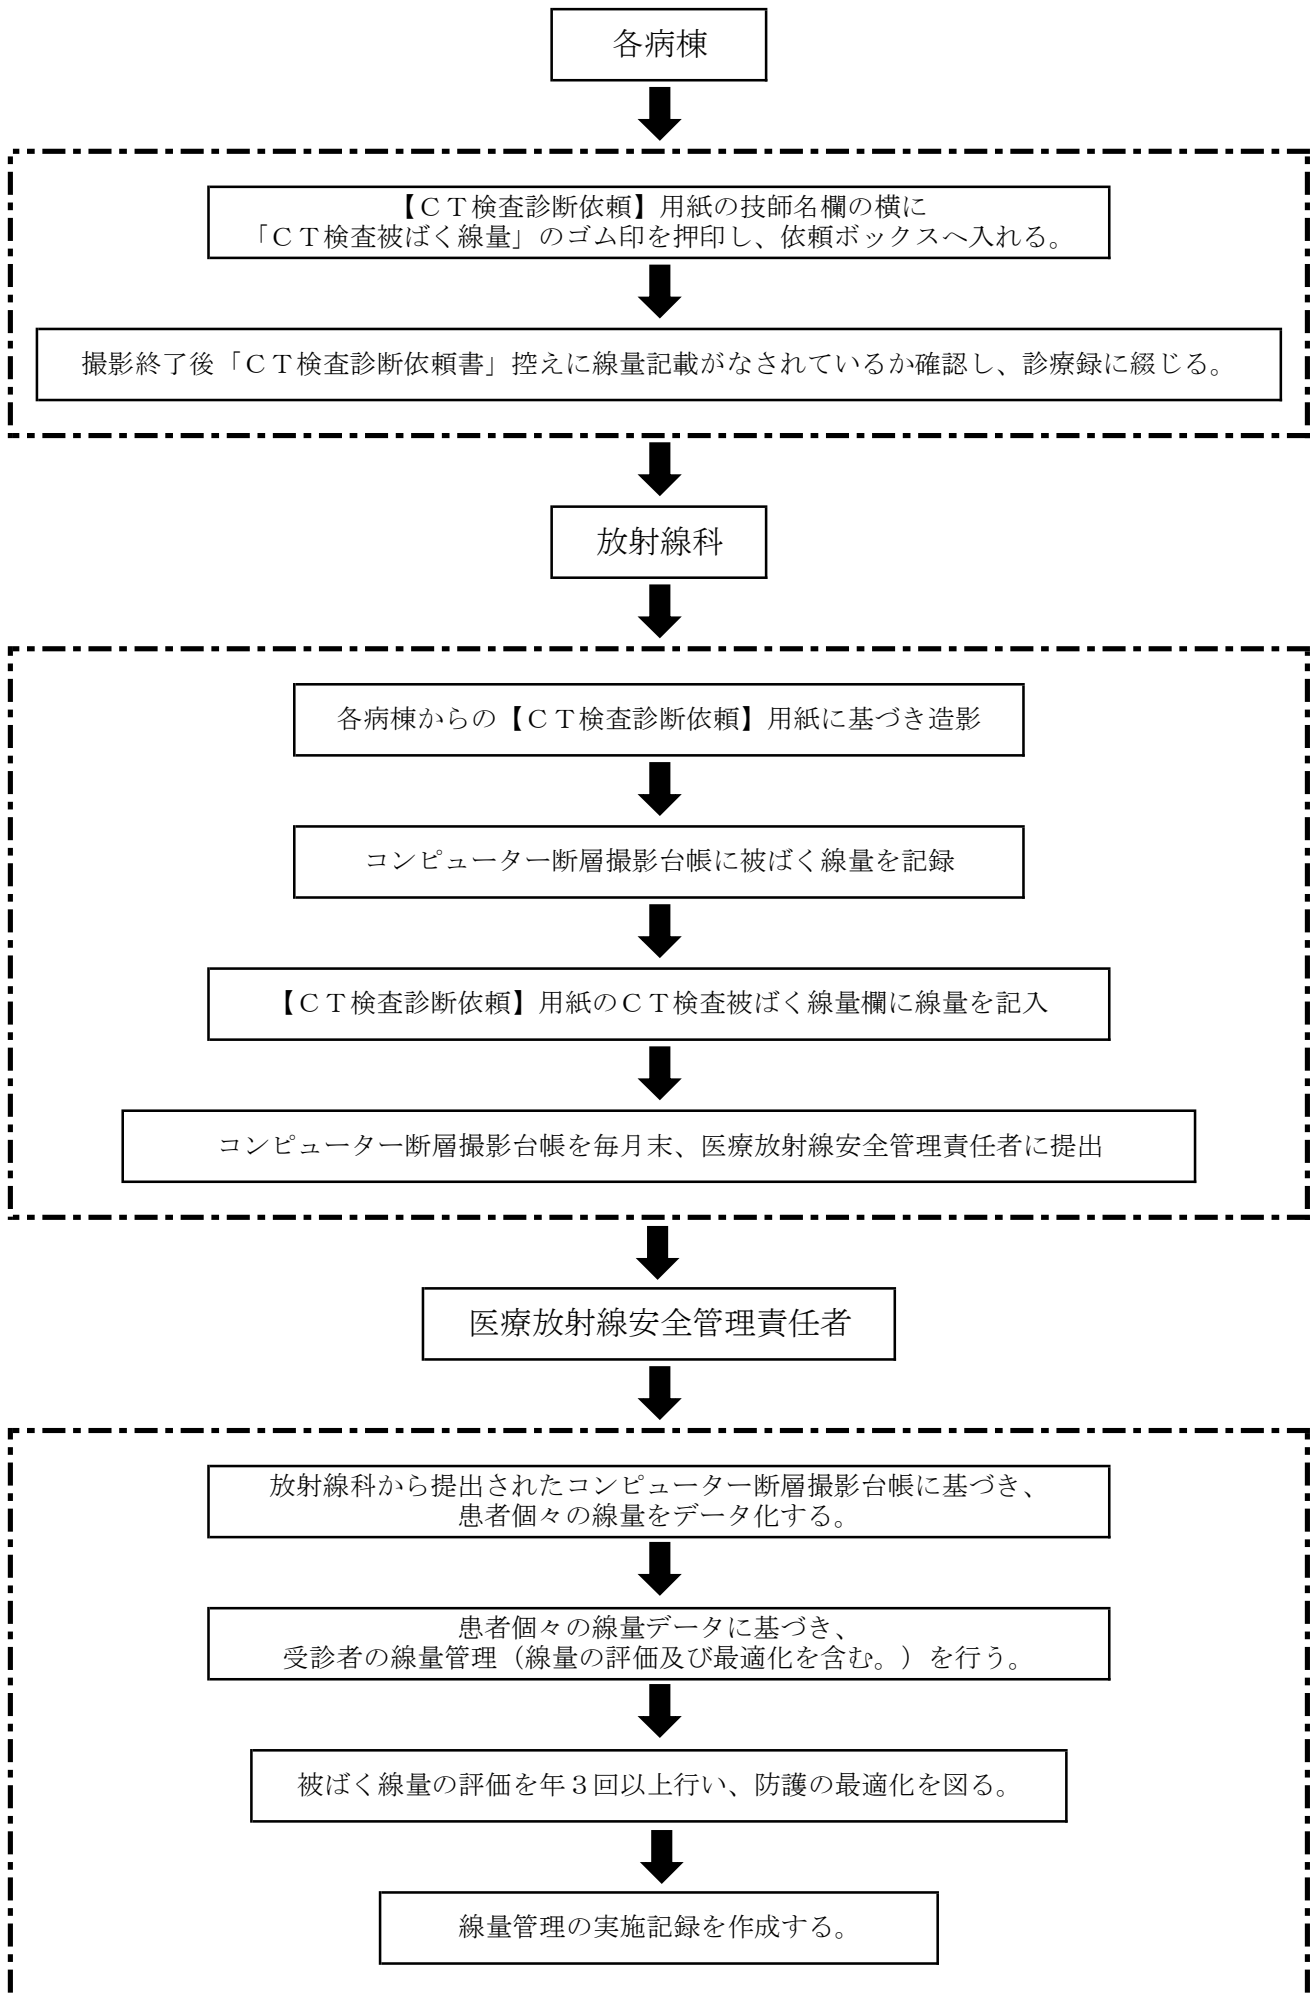 各病棟
【ＣＴ検査診断依頼】用紙の技師名欄の横に
「ＣＴ検査被ばく線量」のゴム印を押印し、依頼ボックスへ入れる。
撮影終了後「ＣＴ検査診断依頼書」控えに線量記載がなされているか確認し、診療録に綴じる。
放射線科
各病棟からの【ＣＴ検査診断依頼】用紙に基づき造影
コンピューター断層撮影台帳に被ばく線量を記録
【ＣＴ検査診断依頼】用紙のＣＴ検査被ばく線量欄に線量を記入
コンピューター断層撮影台帳を毎月末、医療放射線安全管理責任者に提出
医療放射線安全管理責任者
放射線科から提出されたコンピューター断層撮影台帳に基づき、
患者個々の線量をデータ化する。
患者個々の線量データに基づき、
受診者の線量管理（線量の評価及び最適化を含む。）を行う。
被ばく線量の評価を年３回以上行い、防護の最適化を図る。
線量管理の実施記録を作成する。